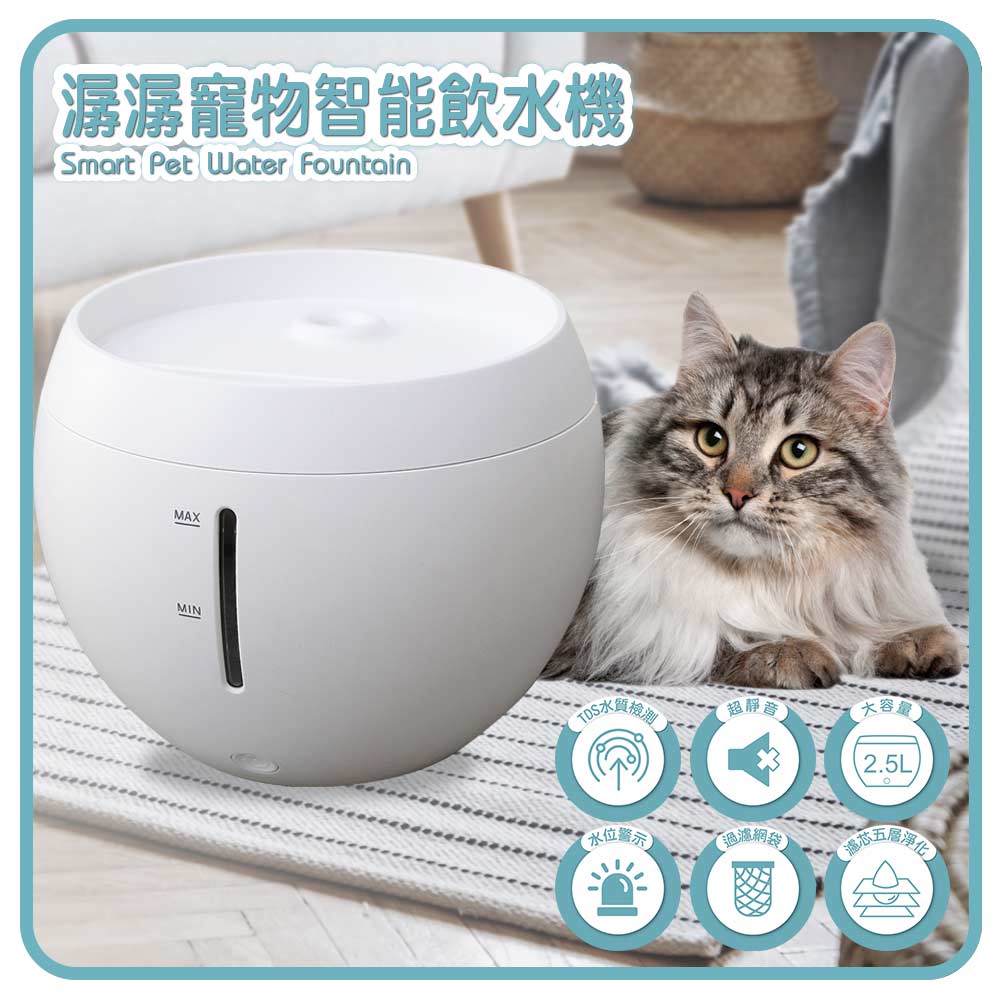 潺潺寵物智能飲水機
Smart Pet Water Fountain
MAX
MIN
TDS水質檢測
超靜音
大容量
2.5L
水位警示
過濾網袋
濾芯五層淨化